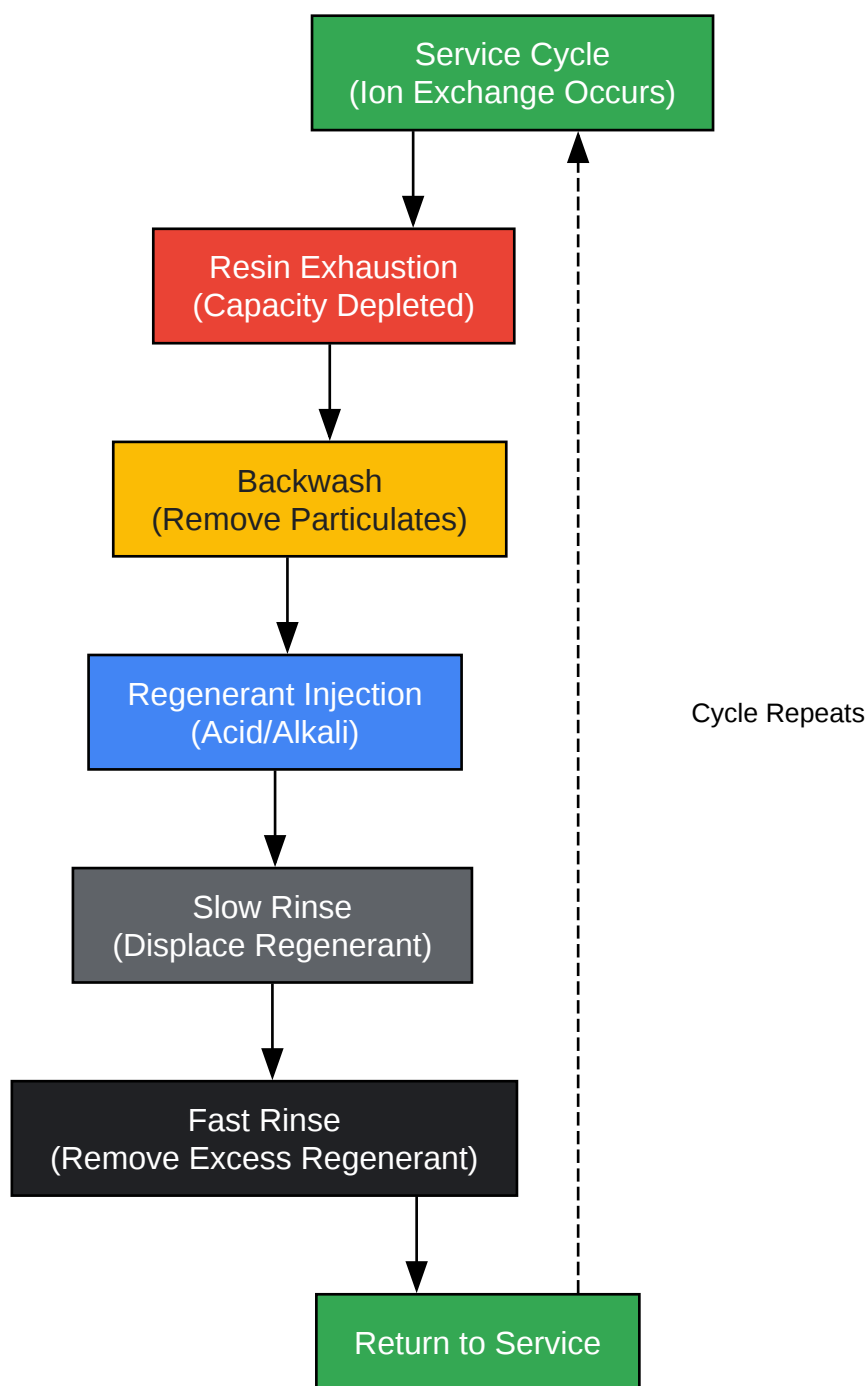 Service Cycle
(Ion Exchange Occurs)
Resin Exhaustion
(Capacity Depleted)
Backwash
(Remove Particulates)
Regenerant Injection
(Acid/Alkali)
Cycle Repeats
Slow Rinse
(Displace Regenerant)
Fast Rinse
(Remove Excess Regenerant)
Return to Service